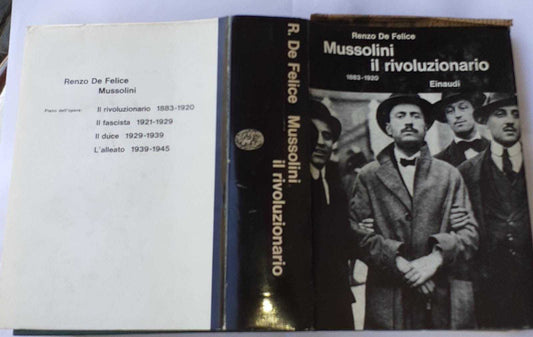 Renzo De Felice
Mussolini
Piano dell'opera: Il rivoluzionario 1883-1920
Il fascista 1921-1929
Il duce 1929-1939
L'alleato 1939-1945
R. De Felice Mussolini il rivoluzionario
Renzo De Felice
Mussolini
il rivoluzionario
1883-1920
Einaudi